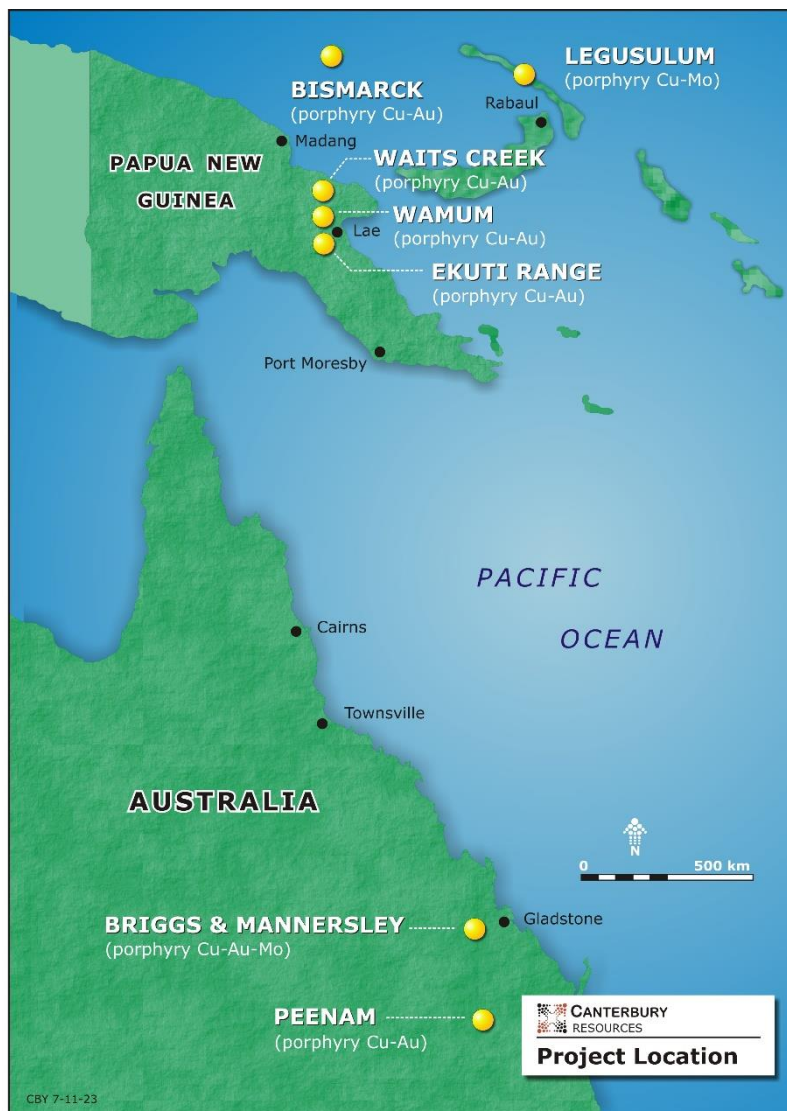 LEGUSULUM
(porphyry Cu-Mo)
BISMARCK
(porphyry Cu-Au)
Rabaul
Madang
PAPUA NEW
GUINEA
WAITS CREEK
(porphyry Cu-Au)
WAMUM
(porphyry Cu-Au)
Lae
EKUTI RANGE
(porphyry Cu-Au)
Port Moresby
PACIFIC
OCEAN
Cairns
Townsville
AUSTRALIA
N
0 500 km
BRIGGS & MANNERSLEY
(porphyry Cu-Au-Mo)
Gladstone
PEENAM
(porphyry Cu-Au)
CANTERBURY
RESOURCES
Project Location
CBY 7-11-23